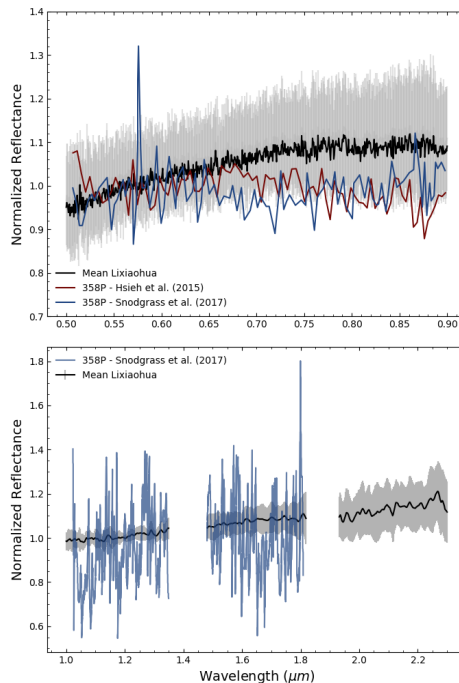 1.4
1.3
1.2
1.1
1.0
0.9
0.8
0.7
Normalized Reflectance
Mean Lixiaohua
358P - Hsieh et al. (2015)
358P - Snodgrass et al. (2017)
0.50 0.55 0.60 0.65 0.70 0.75 0.80 0.85 0.90
1.8
1.6
1.4
1.2
1.0
0.8
0.6
Normalized Reflectance
358P - Snodgrass et al. (2017)
Mean Lixiaohua
1.0 1.2 1.4 1.6 1.8 2.0 2.2
Wavelength (μm)